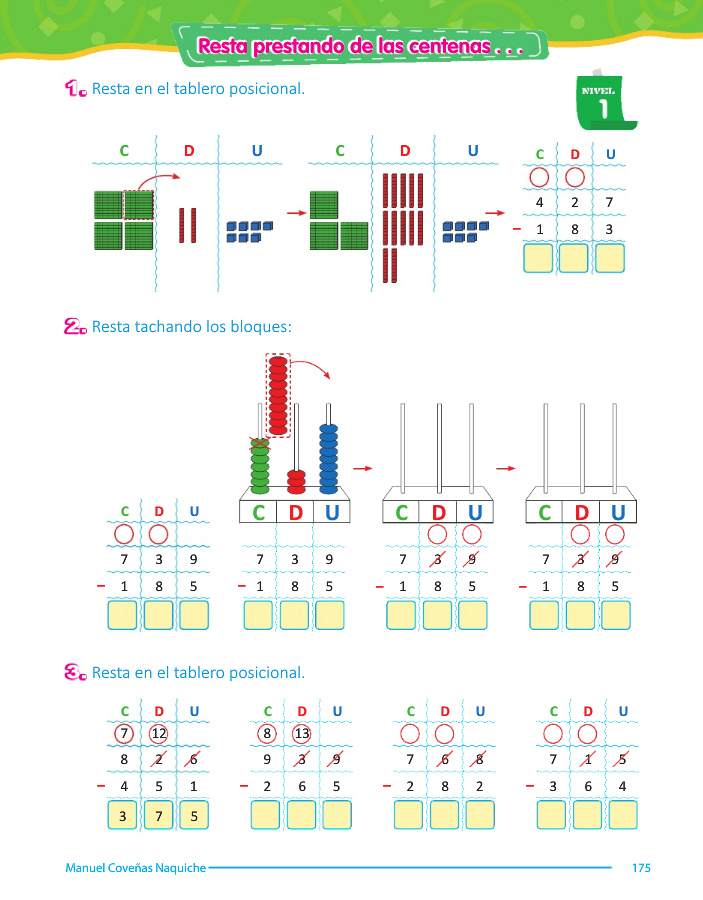 Resta prestando de las centenas . . .
1. Resta en el tablero posicional.
NIVEL
1
C D U
C D U
C D U
4 2 7
- 1 8 3
2. Resta tachando los bloques:
C D U
C D U
C D U
C D U
7 3 9
- 1 8 5
7 3 9
- 1 8 5
7 3 9
- 1 8 5
7 3 9
- 1 8 5
3. Resta en el tablero posicional.
C D U
7 12
8 2 6
- 4 5 1
3 7 5
C D U
8 13
9 3 9
- 2 6 5
C D U
7 6 8
- 2 8 2
C D U
7 1 5
- 3 6 4
Manuel Coveñas Naquiche
175